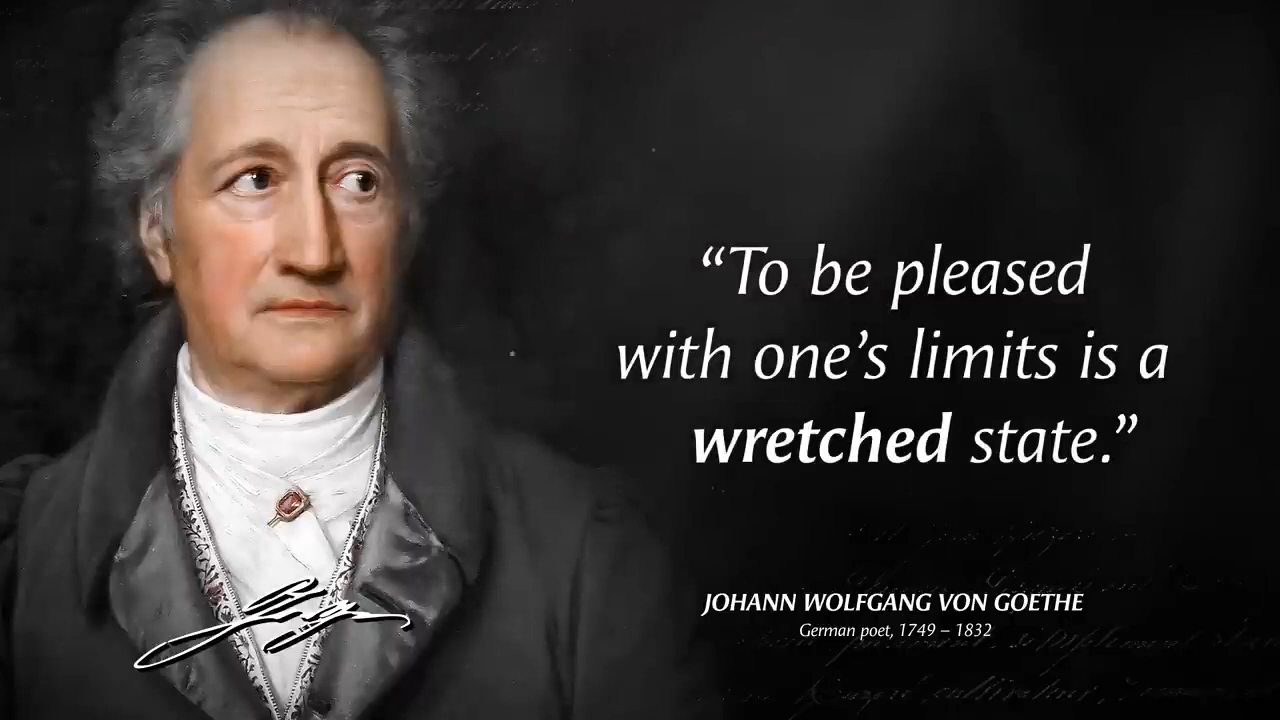 “To be pleased
with one’s limits is a
wretched state.”
JOHANN WOLFGANG VON GOETHE
German poet, 1749 – 1832